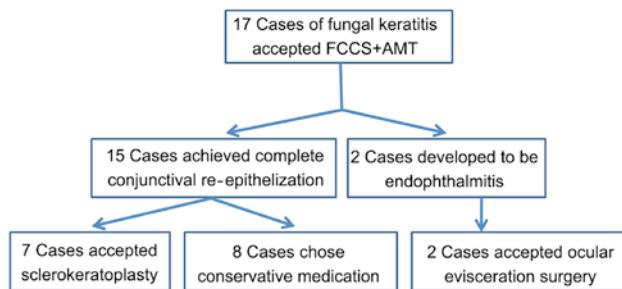 17 Cases of fungal keratitis
accepted FCCS+AMT
15 Cases achieved complete
conjunctival re-epithelization
2 Cases developed to be
endophthalmitis
7 Cases accepted
sclerokeratoplasty
8 Cases chose
conservative medication
2 Cases accepted ocular
evisceration surgery